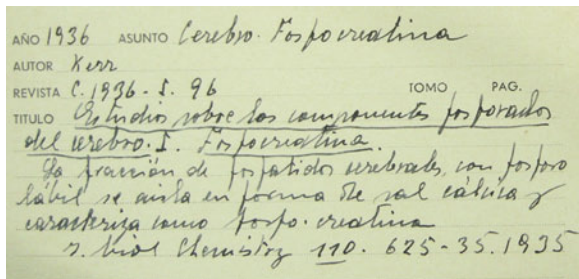 AÑO 1936 ASUNTO Cerebro. Fosfocreatina
AUTOR Kerr
REVISTA C. 1936 - I. 96 TOMO PAG.
TITULO Estudios sobre los componentes fosforados
del cerebro. I. Fosfocreatina.
La fracción de fosfatidos cerebrales, con fosforo
lábil se aisla en forma de sal cálcica y
caracteriza como fosfo-creatina
J. biol Chemistry 110. 625-35. 1935